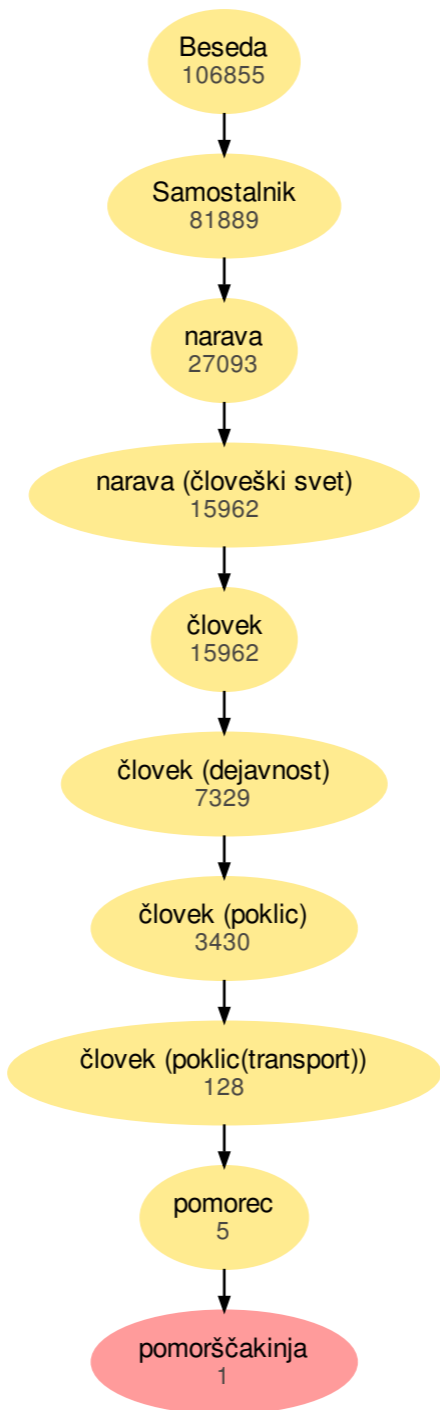 Beseda
106855
Samostalnik
81889
narava
27093
narava (človeški svet)
15962
človek
15962
človek (dejavnost)
7329
človek (poklic)
3430
človek (poklic(transport))
128
pomorec
5
pomorščakinja
1